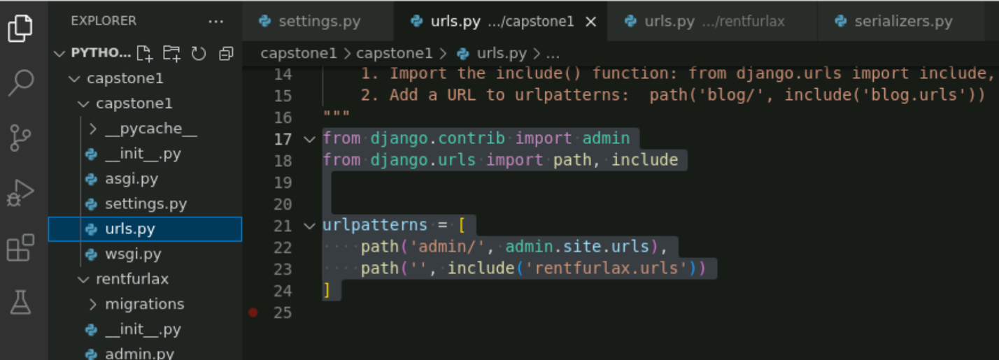 EXPLORER ...
PYTHO...
capstone1
capstone1
__pycache__
__init__.py
asgi.py
settings.py
urls.py
wsgi.py
rentfurlax
migrations
__init__.py
admin.py
settings.py
urls.py .../capstone1
urls.py .../rentfurlax
serializers.py
capstone1 > capstone1 > urls.py > ...
14     1. Import the include() function: from django.urls import include,
15     2. Add a URL to urlpatterns:  path('blog/', include('blog.urls'))
16 """
17 from django.contrib import admin
18 from django.urls import path, include
19
20
21 urlpatterns = [
22     path('admin/', admin.site.urls),
23     path('', include('rentfurlax.urls'))
24 ]
25